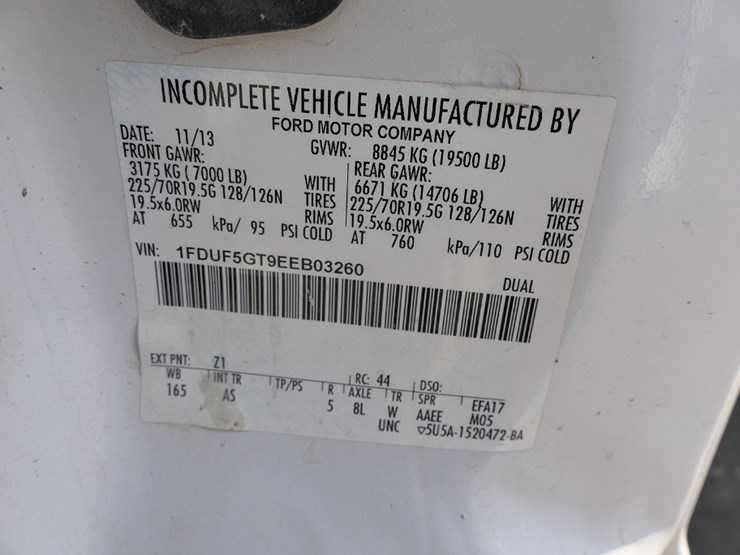 INCOMPLETE VEHICLE MANUFACTURED BY
FORD MOTOR COMPANY
DATE: 11/13 GVWR: 8845 KG (19500 LB)
FRONT GAWR: REAR GAWR:
3175 KG ( 7000 LB) WITH 6671 KG (14706 LB) WITH
225/70R19.5G 128/126N TIRES 225/70R19.5G 128/126N TIRES
19.5x6.0RW RIMS 19.5x6.0RW RIMS
AT 655 kPa/ 95 PSI COLD AT 760 kPa/110 PSI COLD
VIN: 1FDUF5GT9EEB03260 DUAL
EXT PNT: Z1 RC: 44 DSO:
WB INT TR TP/PS R AXLE TR SPR EFA17
165 AS 5 8L W AAEE M05
UNC ▽5U5A-1520472-BA